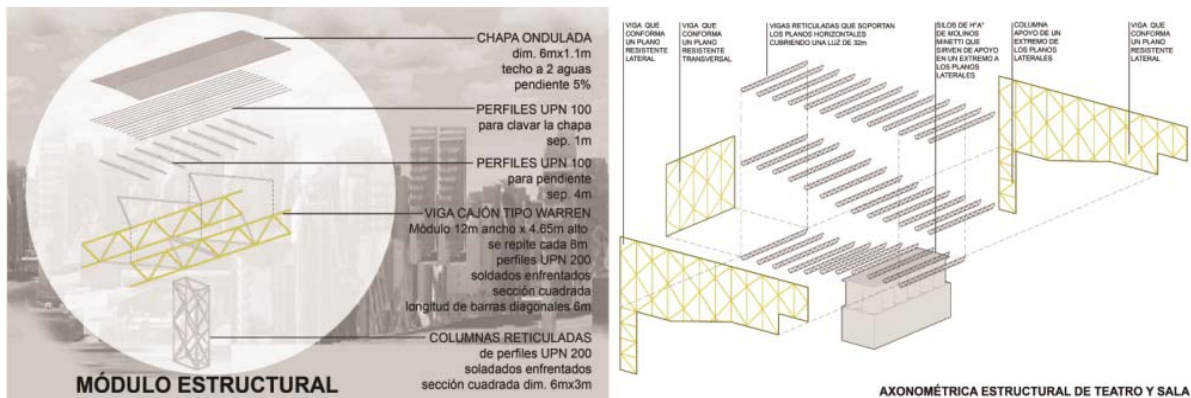 CHAPA ONDULADA
dim. 6mx1.1m
techo a 2 aguas
pendiente 5%
PERFILES UPN 100
para clavar la chapa
sep. 1m
PERFILES UPN 100
para pendiente
sep. 4m
VIGA CAJÓN TIPO WARREN
Módulo 12m ancho x 4.65m alto
se repite cada 8m
perfiles UPN 200
soldados enfrentados
sección cuadrada
longitud de barras diagonales 6m
COLUMNAS RETICULADAS
de perfiles UPN 200
soladados enfrentados
sección cuadrada dim. 6mx3m
MÓDULO ESTRUCTURAL
VIGA QUE
CONFORMA
UN PLANO
RESISTENTE
LATERAL
VIGA QUE
CONFORMA
UN PLANO
RESISTENTE
TRANSVERSAL
VIGAS RETICULADAS QUE SOPORTAN
LOS PLANOS HORIZONTALES
CUBRIENDO UNA LUZ DE 32m
SILOS DE HºAº
DE MOLINOS
MINETTI QUE
SIRVEN DE APOYO
EN UN EXTREMO A
LOS PLANOS
LATERALES
COLUMNA
APOYO DE UN
EXTREMO DE
LOS PLANOS
LATERALES
VIGA QUE
CONFORMA
UN PLANO
RESISTENTE
LATERAL
AXONOMÉTRICA ESTRUCTURAL DE TEATRO Y SALA